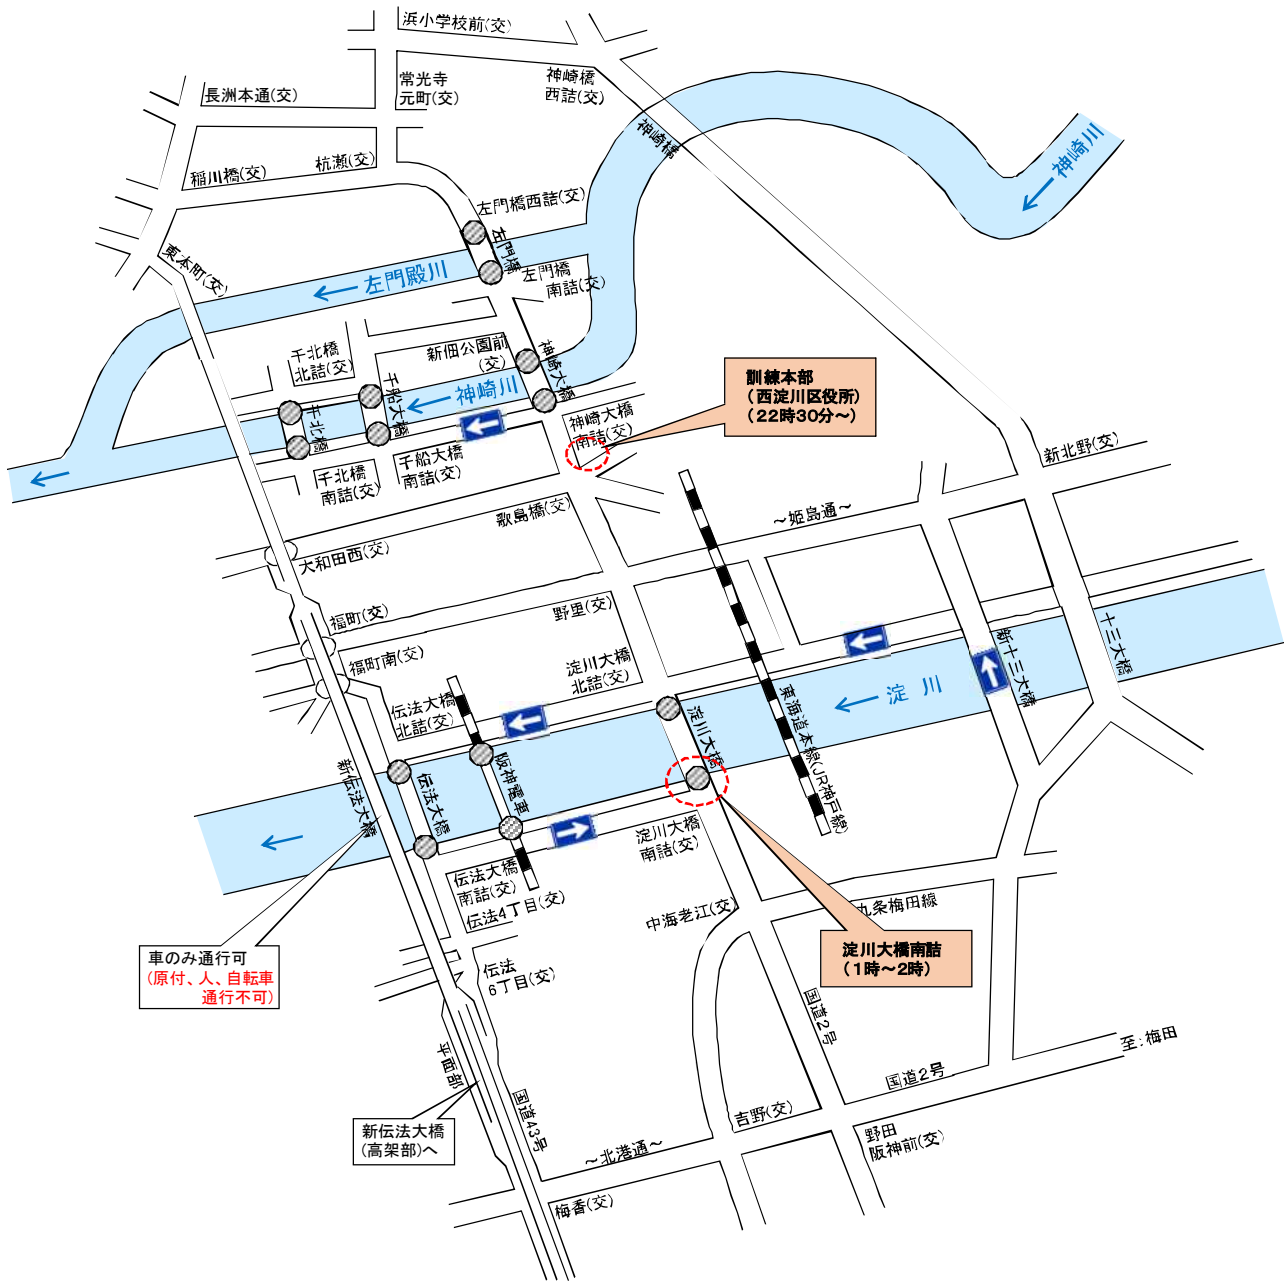 浜小学校前(交)
常光寺
元町(交)
神崎橋
西詰(交)
長洲本通(交)
神崎橋
神崎川
杭瀬(交)
稲川橋(交)
左門橋西詰(交)
左門橋
東本町(交)
左門殿川
左門橋
南詰(交)
千北橋
北詰(交)
新佃公園前
(交)
神崎大橋
千船大橋
神崎川
千北橋
訓練本部
(西淀川区役所)
(22時30分～)
神崎大橋
南詰(交)
新北野(交)
千北橋
南詰(交)
千船大橋
南詰(交)
歌島橋(交)
～姫島通～
大和田西(交)
福町(交)
野里(交)
福町南(交)
淀川大橋
北詰(交)
十三大橋
新十三大橋
伝法大橋
北詰(交)
淀川大橋
東海道本線(JR神戸線)
淀川
新伝法大橋
伝法大橋
阪神電車
淀川大橋
南詰(交)
伝法大橋
南詰(交)
伝法4丁目(交)
中海老江(交)
九条梅田線
車のみ通行可
(原付、人、自転車
通行不可)
伝法
6丁目(交)
淀川大橋南詰
(1時～2時)
国道2号
平面部
国道43号
国道2号
至:梅田
新伝法大橋
(高架部)へ
吉野(交)
野田
阪神前(交)
～北港通～
梅香(交)